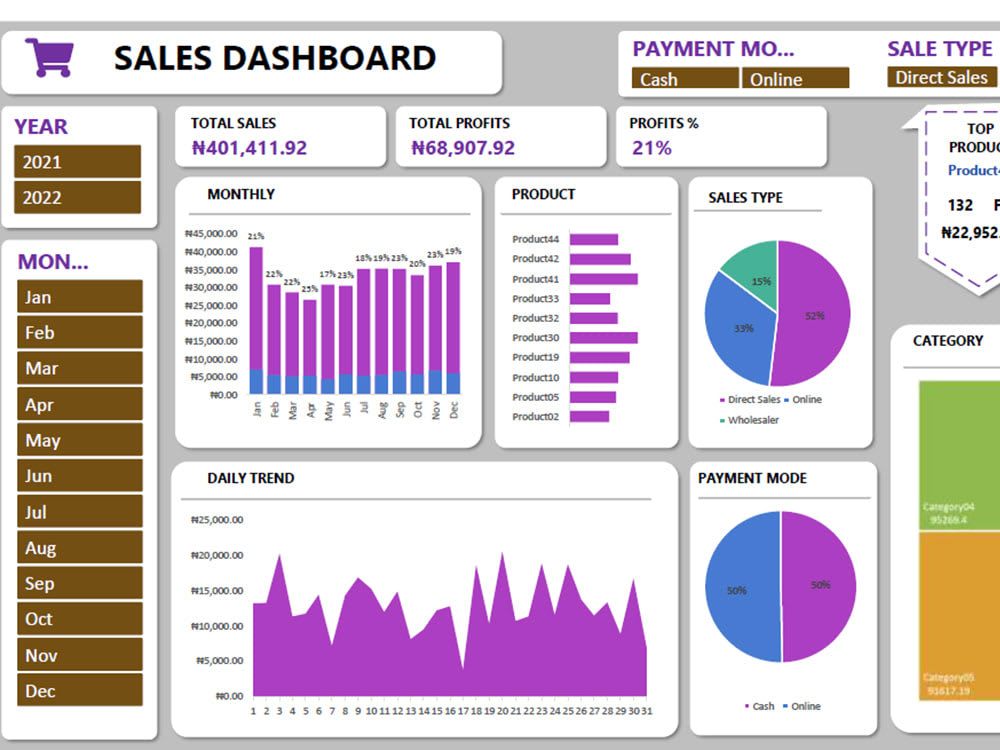 SALES DASHBOARD
PAYMENT MO...
Cash
Online
SALE TYPE
Direct Sales
YEAR
2021
2022
TOTAL SALES
₦401,411.92
TOTAL PROFITS
₦68,907.92
PROFITS %
21%
TOP
Product4
132
₦22,952.
MON...
Jan
Feb
Mar
Apr
May
Jun
Jul
Aug
Sep
Oct
Nov
Dec
MONTHLY
₦45,000.00
₦40,000.00
₦35,000.00
₦30,000.00
₦25,000.00
₦20,000.00
₦15,000.00
₦10,000.00
₦5,000.00
₦0.00
21% 22% 22% 25% 17% 23% 18% 19% 23% 20% 23% 19%
Jan Feb Mar Apr May Jun Jul Aug Sep Oct Nov Dec
PRODUCT
Product44
Product42
Product41
Product33
Product32
Product30
Product19
Product10
Product05
Product02
SALES TYPE
15%
52%
33%
Direct Sales Online
Wholesaler
CATEGORY
Category04
95269.4
Category05
91617.19
DAILY TREND
₦25,000.00
₦20,000.00
₦15,000.00
₦10,000.00
₦5,000.00
₦0.00
1 2 3 4 5 6 7 8 9 10 11 12 13 14 15 16 17 18 19 20 21 22 23 24 25 26 27 28 29 30 31
PAYMENT MODE
50%
50%
Cash Online